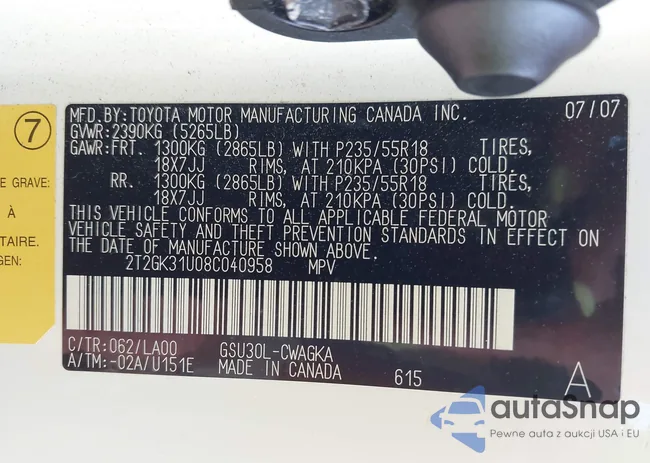 7
E GRAVE:
À
TAIRE.
GEN:
MFD.BY:TOYOTA MOTOR MANUFACTURING CANADA INC. 07/07
GVWR:2390KG (5265LB)
GAWR:FRT. 1300KG (2865LB) WITH P235/55R18 TIRES,
18X7JJ RIMS, AT 210KPA (30PSI) COLD.
RR. 1300KG (2865LB) WITH P235/55R18 TIRES,
18X7JJ RIMS, AT 210KPA (30PSI) COLD.
THIS VEHICLE CONFORMS TO ALL APPLICABLE FEDERAL MOTOR
VEHICLE SAFETY AND THEFT PREVENTION STANDARDS IN EFFECT ON
THE DATE OF MANUFACTURE SHOWN ABOVE.
2T2GK31U08C040958 MPV
C/TR:062/LA00 GSU30L-CWAGKA
A/TM:-02A/U151E MADE IN CANADA 615 A
autaSnap
Pewne auta z aukcji USA i EU